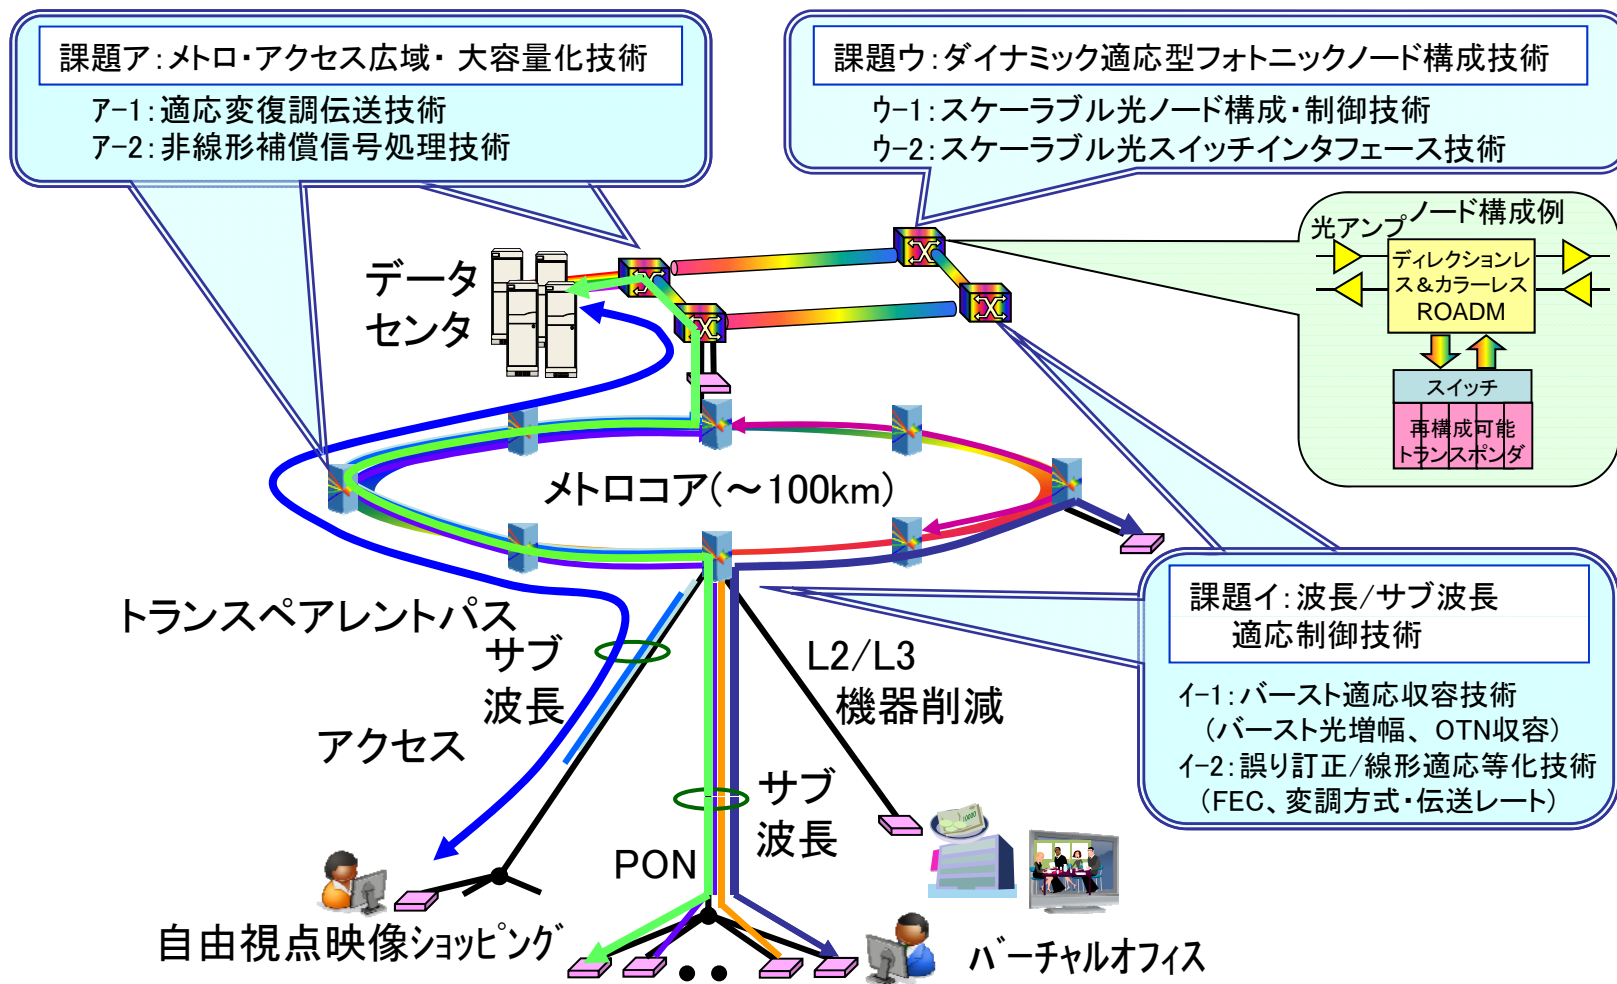 課題ア：メトロ・アクセス広域・ 大容量化技術
ア-1：適応変復調伝送技術
ア-2：非線形補償信号処理技術
課題ウ：ダイナミック適応型フォトニックノード構成技術
ウ-1：スケーラブル光ノード構成・制御技術
ウ-2：スケーラブル光スイッチインタフェース技術
ノード構成例
光アンプ
ディレクションレ
ス＆カラーレス
ROADM
スイッチ
再構成可能
トランスポンダ
データ
センタ
メトロコア(～100km)
トランスペアレントパス
サブ
波長
アクセス
L2/L3
機器削減
サブ
波長
PON
課題イ：波長/サブ波長
適応制御技術
イ-1：バースト適応収容技術
（バースト光増幅、OTN収容）
イ-2：誤り訂正/線形適応等化技術
（FEC、変調方式・伝送レート）
10000
自由視点映像ショッピング
バーチャルオフィス